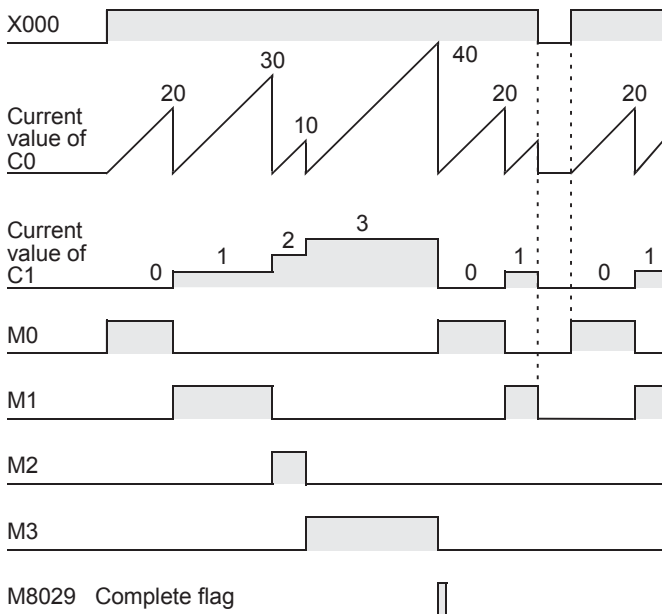 X000
30
40
20
10
20
20
Current
value of
C0
Current
value of
C1
0
1
2
3
0
1
0
1
M0
M1
M2
M3
M8029 Complete flag